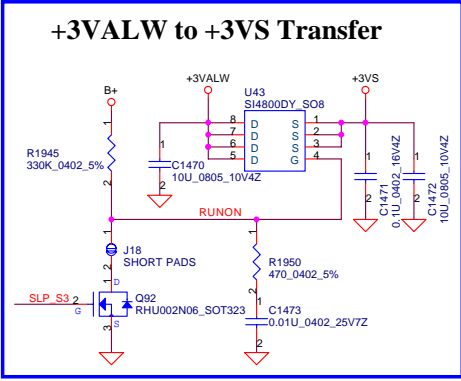 +3VALW to +3VS Transfer
B+
+3VALW
U43
SI4800DY_SO8
+3VS
1
R1945
330K_0402_5%
2
8 D S 1
7 D S 2
6 D S 3
5 D G 4
1
C1470
10U_0805_10V4Z
2
1
C1471
0.1U_0402_16V4Z
2
1
C1472
10U_0805_10V4Z
2
RUNON
1
J18
SHORT PADS
2
1
R1950
470_0402_5%
2
SLP_S3 2
G
1
D
Q92
RHU002N06_SOT323
S
3
1
C1473
0.01U_0402_25V7Z
2